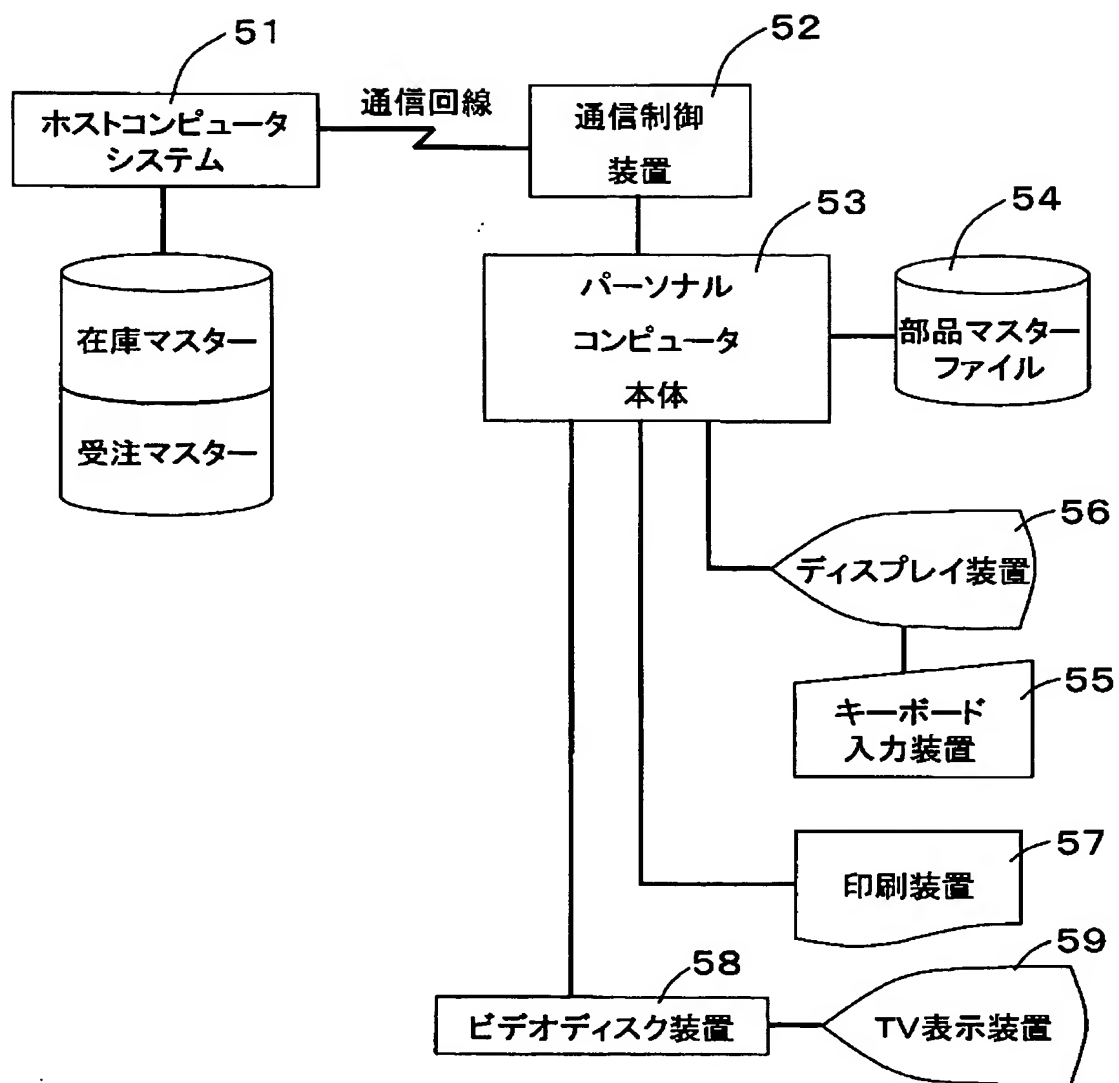 51
52
通信回線
ホストコンピュータ
システム
通信制御
装置
53
54
パーソナル
コンピュータ
本体
部品マスター
ファイル
在庫マスター
受注マスター
56
ディスプレイ装置
55
キーボード
入力装置
57
印刷装置
58
59
ビデオディスク装置
TV表示装置